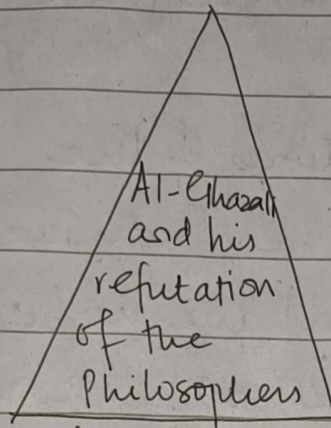 Al-Ghazali
and his
refutation
of the
Philosophers